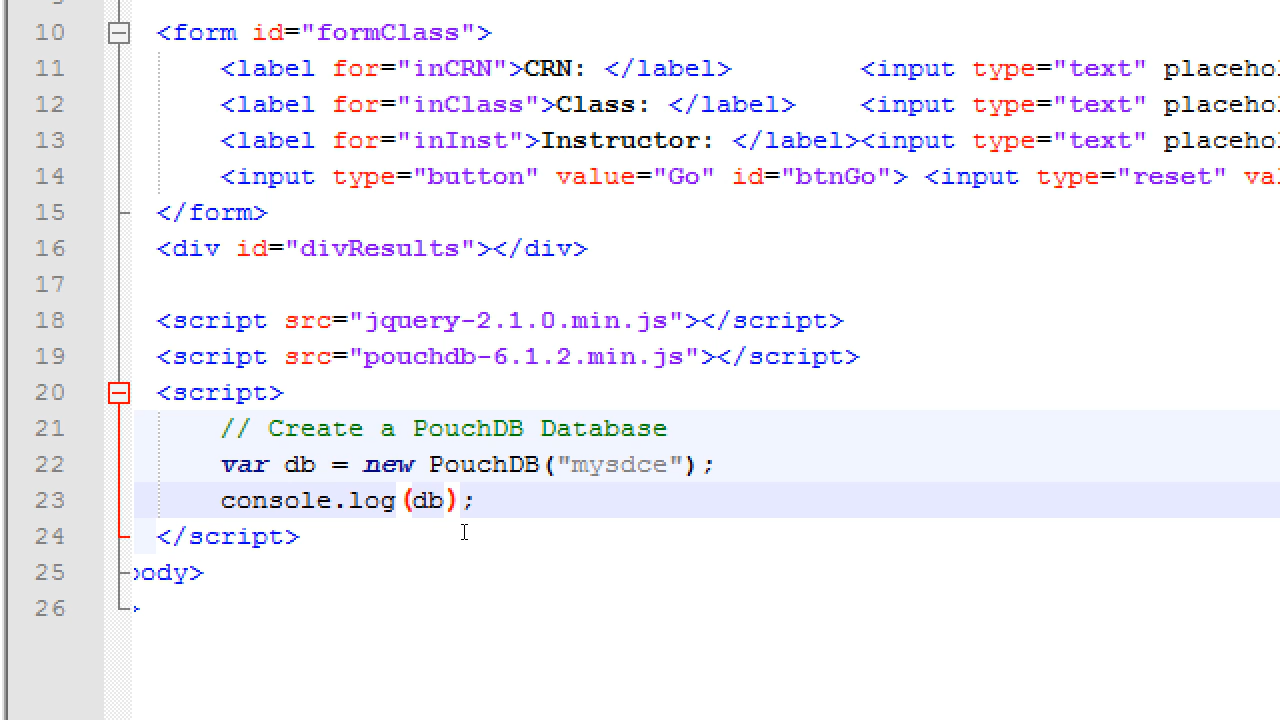 10 <form id="formClass">
11 <label for="inCRN">CRN: </label> <input type="text"
12 <label for="inClass">Class: </label> <input type="text"
13 <label for="inInst">Instructor: </label><input type="text"
14 <input type="button" value="Go" id="btnGo"> <input type="reset"
15 </form>
16 <div id="divResults"></div>
17
18 <script src="jquery-2.1.0.min.js"></script>
19 <script src="pouchdb-6.1.2.min.js"></script>
20 <script>
21 // Create a PouchDB Database
22 var db = new PouchDB("mysdce");
23 console.log(db);
24 </script>
25 body>
26 >